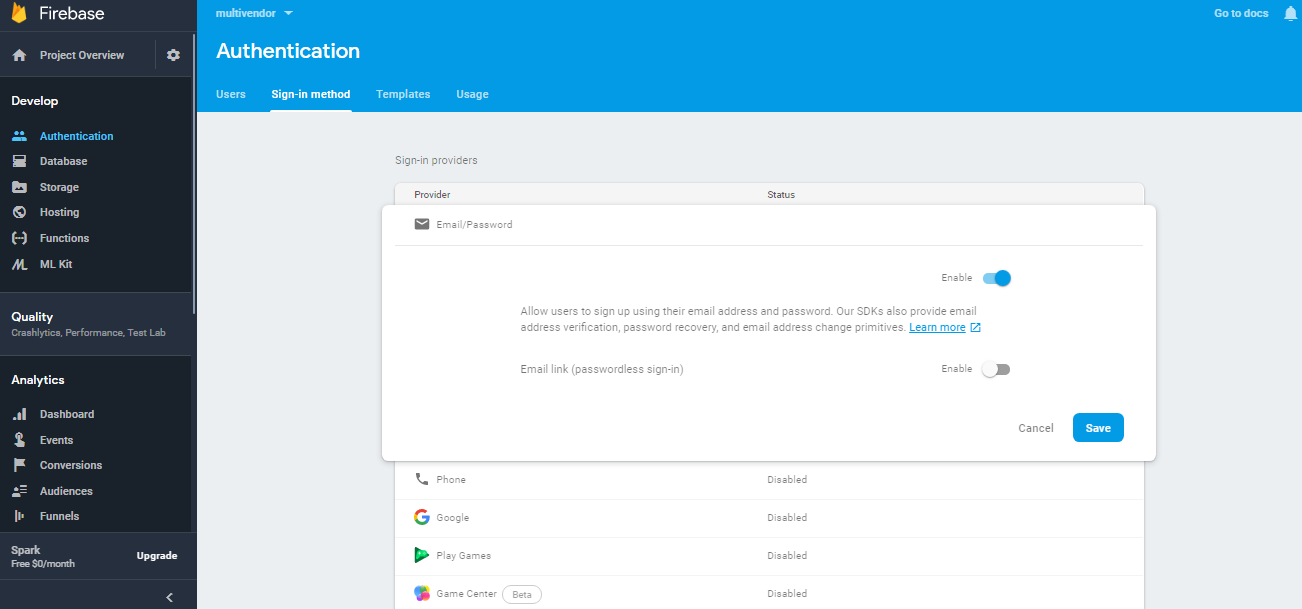 Firebase
Project Overview
Develop
Authentication
Database
Storage
Hosting
Functions
ML Kit
Quality
Crashlytics, Performance, Test Lab
Analytics
Dashboard
Events
Conversions
Audiences
Funnels
Spark
Free $0/month
Upgrade
multivendor
Go to docs
Authentication
Users Sign-in method Templates Usage
Sign-in providers
Provider Status
Email/Password
Enable
Allow users to sign up using their email address and password. Our SDKs also provide email
address verification, password recovery, and email address change primitives. Learn more
Email link (passwordless sign-in) Enable
Cancel Save
Phone Disabled
Google Disabled
Play Games Disabled
Game Center Beta Disabled